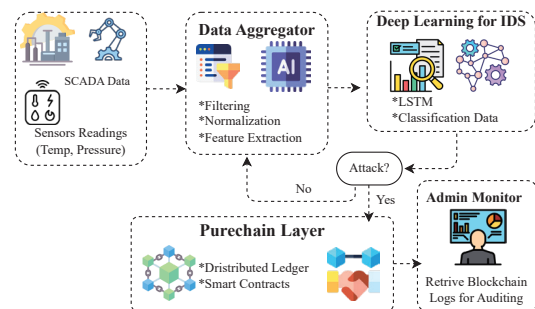 SCADA Data
Sensors Readings
(Temp, Pressure)
Data Aggregator
AI
*Filtering
*Normalization
*Feature Extraction
Deep Learning for IDS
*LSTM
*Classification Data
Attack?
No
Yes
Purechain Layer
*Dristributed Ledger
*Smart Contracts
Admin Monitor
Retrive Blockchain
Logs for Auditing